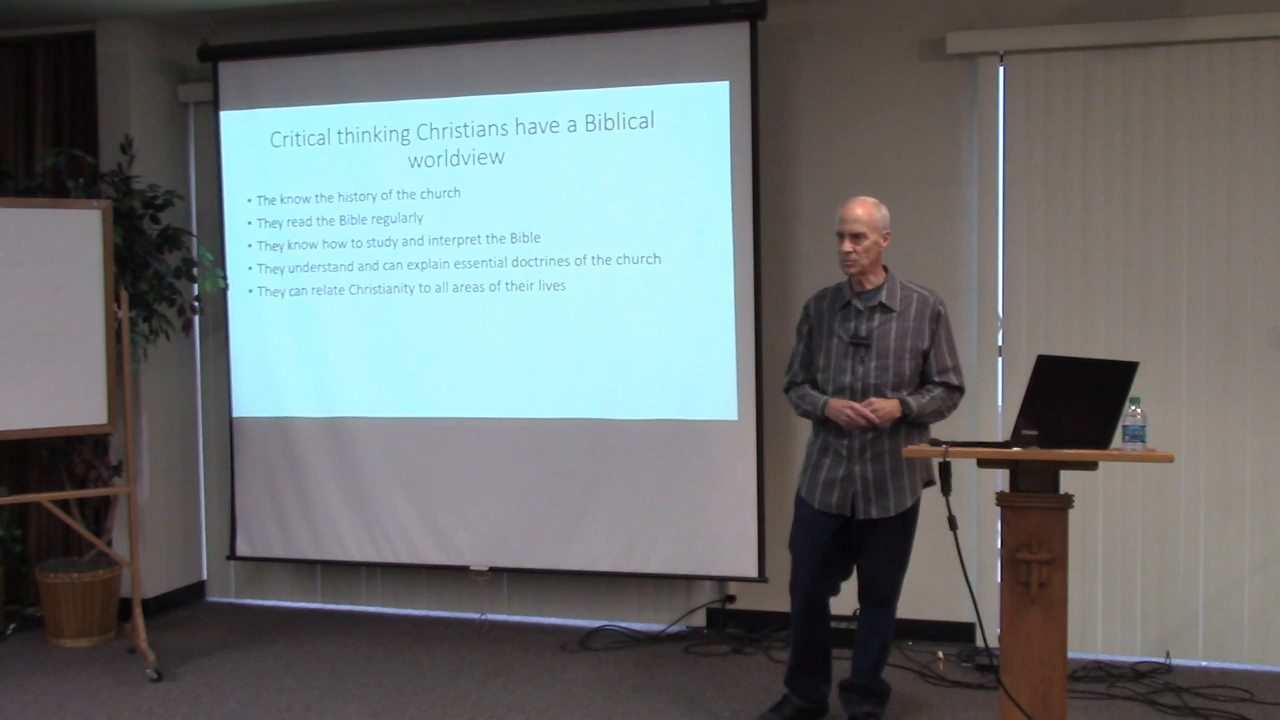 Critical thinking Christians have a Biblical
worldview
• The know the history of the church
• They read the Bible regularly
• They know how to study and interpret the Bible
• They understand and can explain essential doctrines of the church
• They can relate Christianity to all areas of their lives